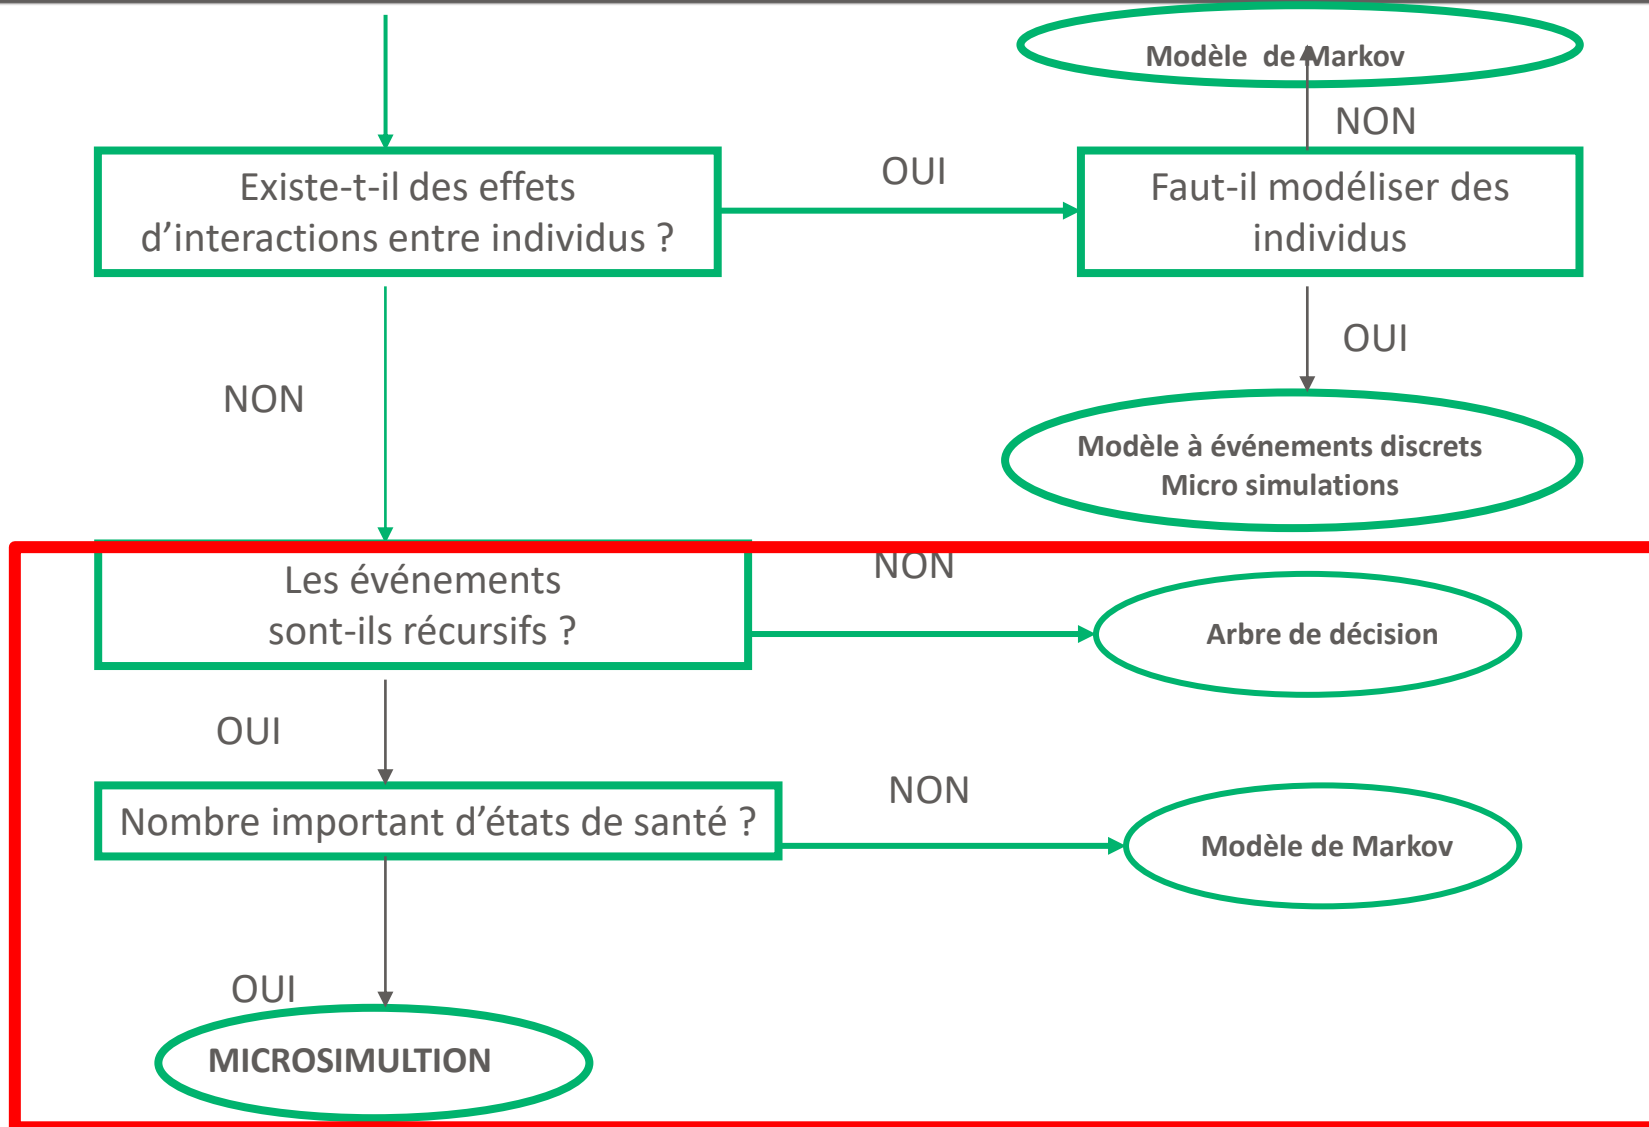 Modèle de Markov
NON
Existe-t-il des effets
d’interactions entre individus ?
OUI
Faut-il modéliser des
individus
OUI
NON
Modèle à événements discrets
Micro simulations
Les événements
sont-ils récursifs ?
NON
Arbre de décision
OUI
Nombre important d’états de santé ?
NON
Modèle de Markov
OUI
MICROSIMULTION